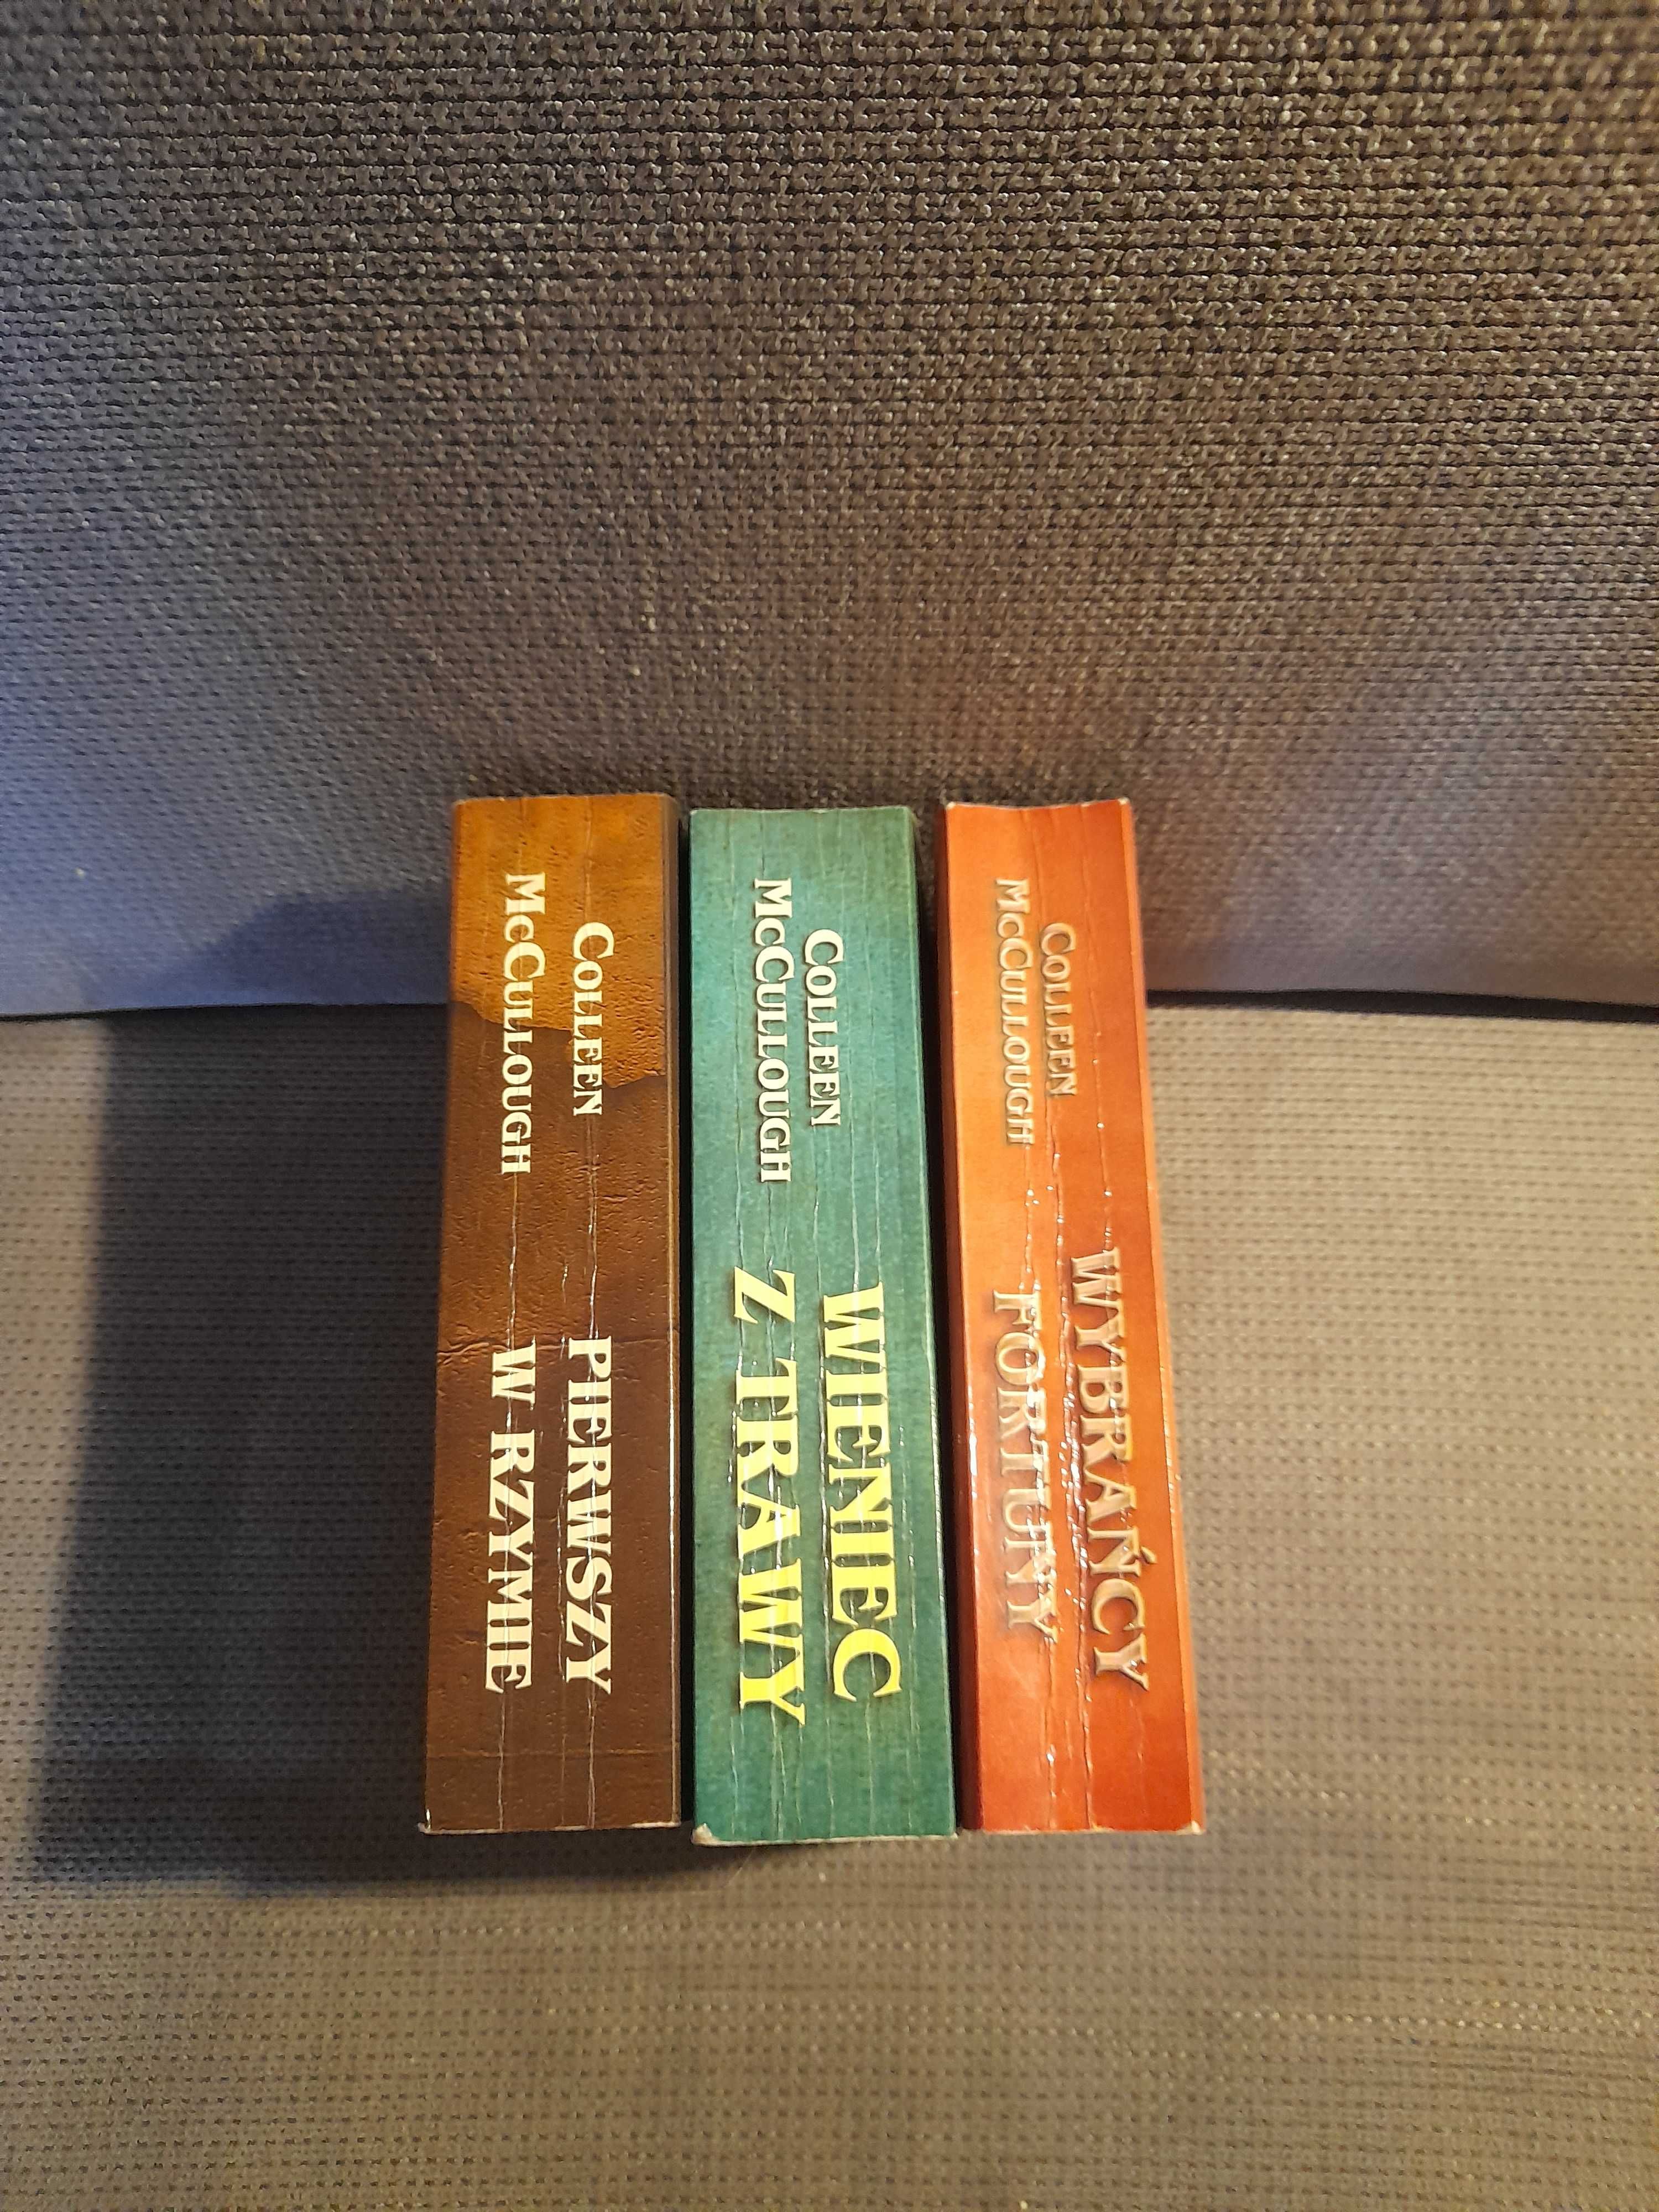 COLLEEN
MCCULLOUGH
PIERWSZY
W RZYMIE
COLLEEN
MCCULLOUGH
WIENIEC
Z TRAWY
COLLEEN
MCCULLOUGH
WYBRAŃCY
FORTUNY